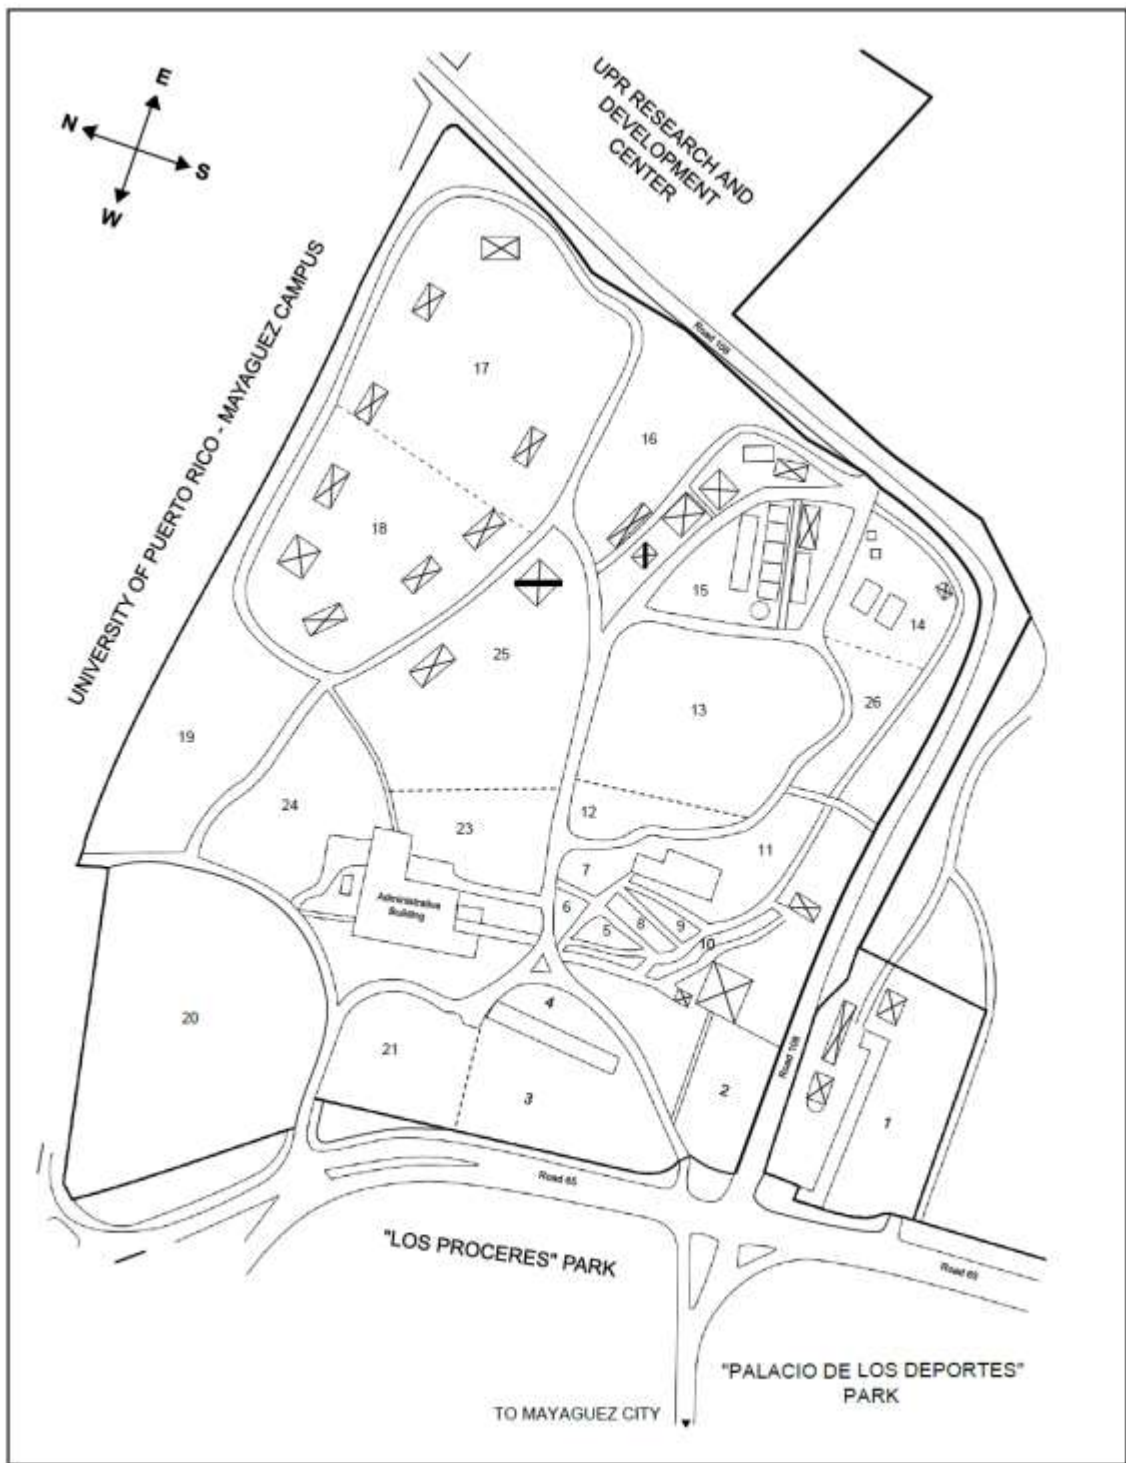 E
N
S
W
UPR RESEARCH AND
DEVELOPMENT
CENTER
UNIVERSITY OF PUERTO RICO - MAYAGUEZ CAMPUS
Road 108
17
16
18
15
14
25
26
13
19
24
23
12
11
7
Administrative
Building
6
5
8
9
10
20
4
21
3
2
Road 108
1
Road 65
"LOS PROCERES" PARK
Road 65
"PALACIO DE LOS DEPORTES"
PARK
TO MAYAGUEZ CITY